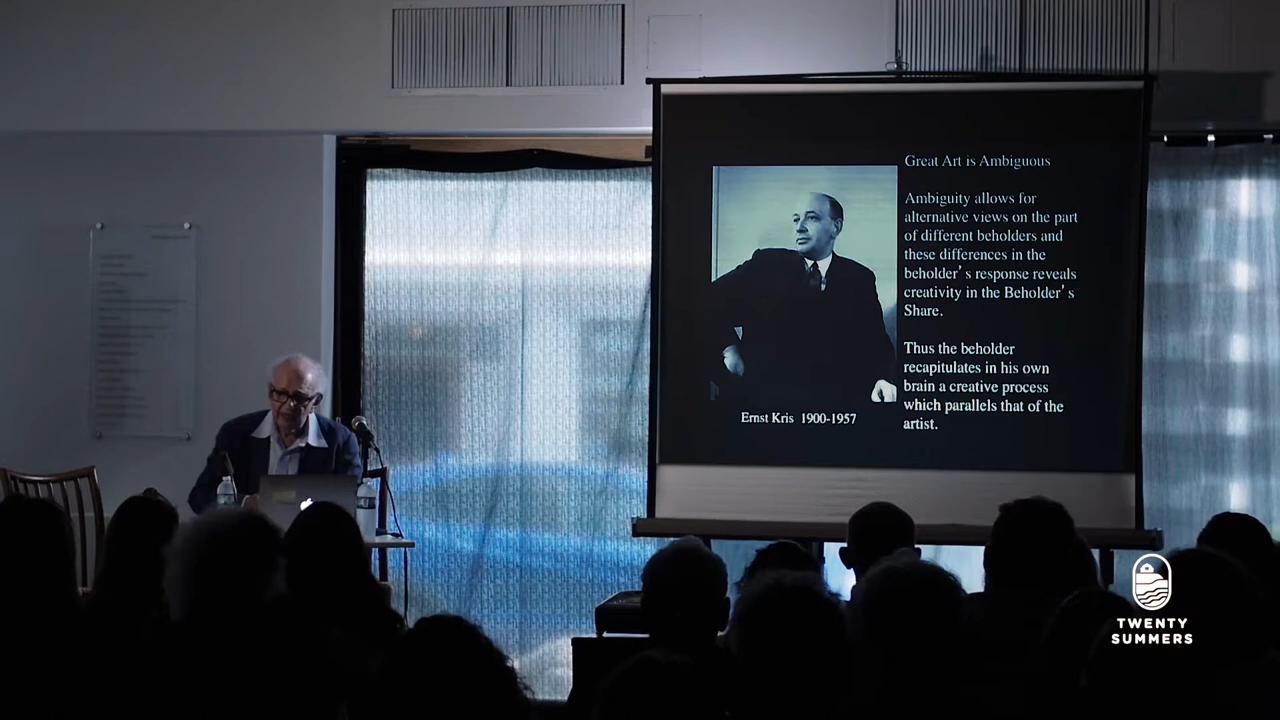 Great Art is Ambiguous
Ambiguity allows for
alternative views on the part
of different beholders and
these differences in the
beholder's response reveals
creativity in the Beholder's
Share.
Thus the beholder
recapitulates in his own
brain a creative process
which parallels that of the
artist.
Ernst Kris 1900-1957
TWENTY
SUMMERS